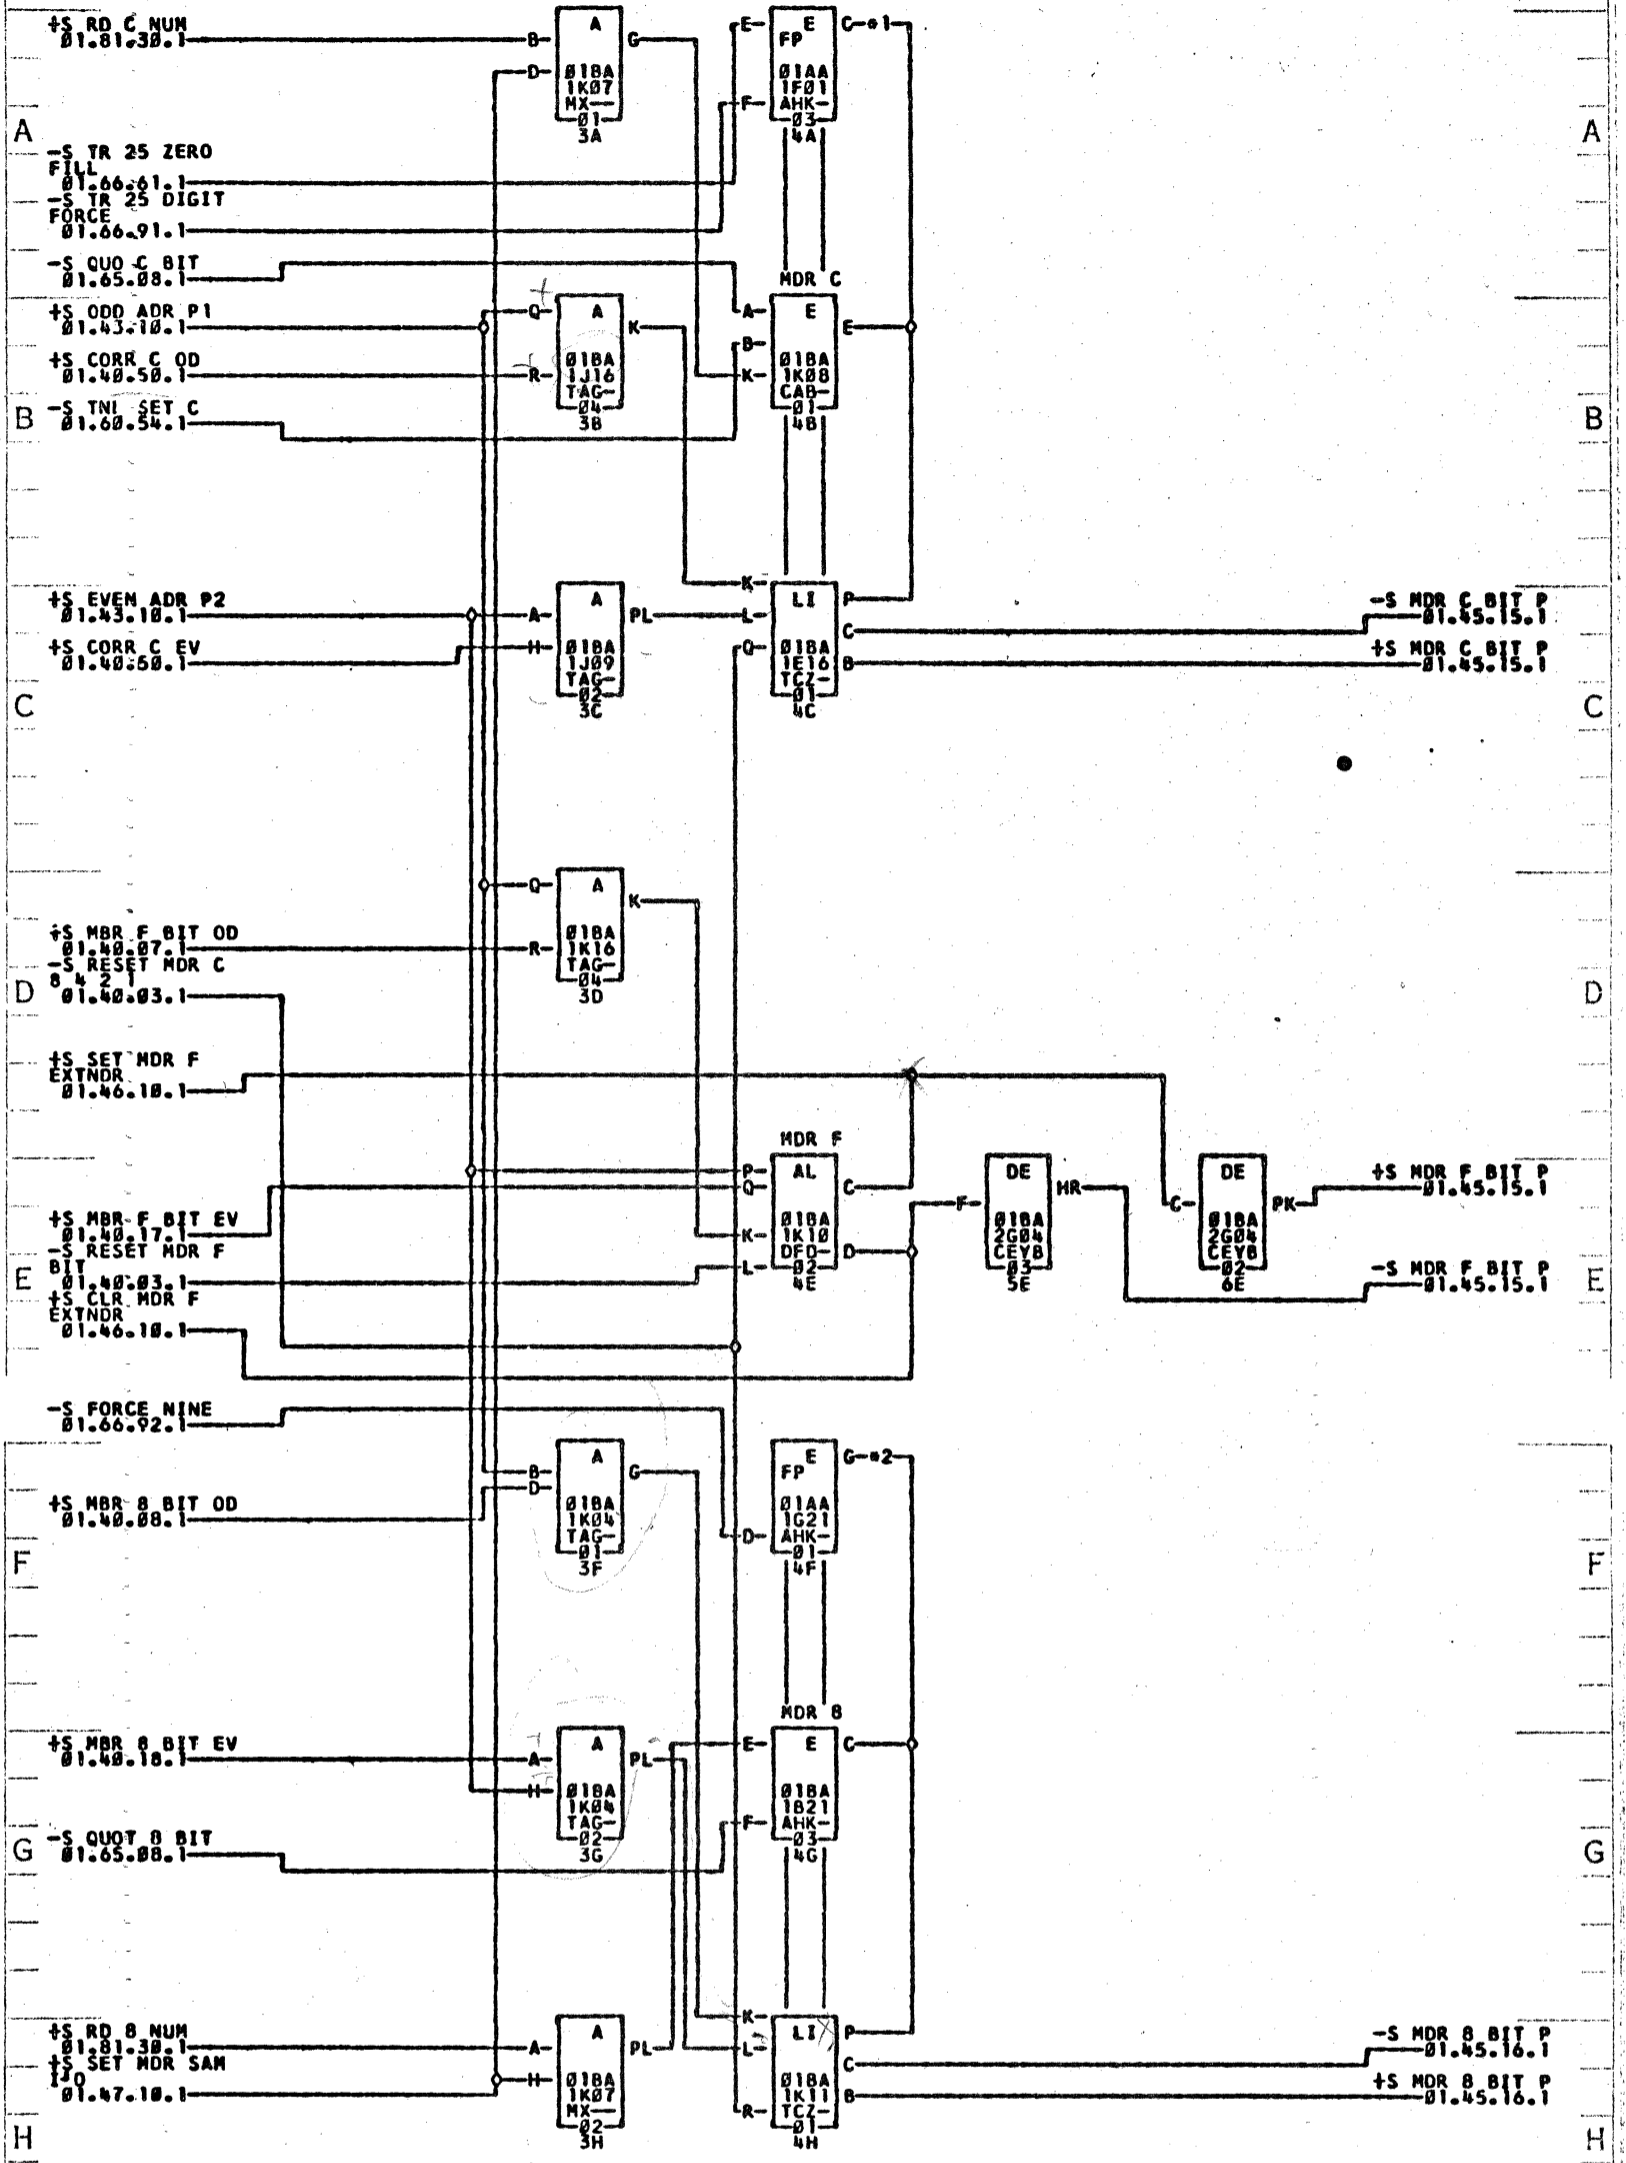 +S RD C NUM
01.81.30.1
B
D
A
01BA
1K07
MX—
01
3A
G
E
F
E
FP
01AA
1F01
AHK-
03
4A
C *1
A
A
-S TR 25 ZERO
FILL
01.66.61.1
-S TR 25 DIGIT
FORCE
01.66.91.1
-S QUO C BIT
01.65.08.1
+S ODD ADR P1
01.43.10.1
+S CORR C OD
01.40.50.1
-S TNL SET C
01.60.54.1
Q
R
A
01BA
1J16
TAG-
04
3B
K
MDR C
A
B
K
E
01BA
1K08
CAB-
01
4B
E
B
B
+S EVEN ADR P2
01.43.10.1
+S CORR C EV
01.40.60.1
A
H
A
01BA
1J09
TAG-
02
3C
PL
K
L
Q
LI
01BA
1E16
TCZ-
01
4C
P
C
B
-S MDR C BIT P
01.45.15.1
+S MDR C BIT P
01.45.15.1
C
C
+S MBR F BIT OD
01.40.07.1
-S RESET MDR C
8 4 2 1
01.40.03.1
Q
R
A
01BA
1K16
TAG-
04
3D
K
D
D
+S SET MDR F
EXTNDR
01.46.10.1
+S MBR F BIT EV
01.40.17.1
-S RESET MDR F
BIT
01.40.03.1
+S CLR MDR F
EXTNDR
01.46.10.1
MDR F
P
Q
K
L
AL
01BA
1K10
DFD-
02
4E
C
D
F
DE
01BA
2G04
CEYB
03
5E
HR
C
DE
01BA
2G04
CEYB
02
6E
PK
+S MDR F BIT P
01.45.15.1
-S MDR F BIT P
01.45.15.1
E
E
-S FORCE NINE
01.66.92.1
+S MBR 8 BIT OD
01.40.08.1
B
D
A
01BA
1K04
TAG-
01
3F
G
D
E
FP
01AA
1G21
AHK-
01
4F
G *2
F
F
+S MBR 8 BIT EV
01.40.18.1
-S QUOT 8 BIT
01.65.08.1
A
H
A
01BA
1K04
TAG-
02
3G
PL
MDR 8
E
F
E
01BA
1B21
AHK-
03
4G
C
G
G
+S RD 8 NUM
01.81.30.1
+S SET MDR SAM
I-O
01.47.10.1
A
H
A
01BA
1K07
MX—
02
3H
PL
K
L
R
LI
01BA
1K11
TCZ-
01
4H
P
C
B
-S MDR 8 BIT P
01.45.16.1
+S MDR 8 BIT P
01.45.16.1
H
H